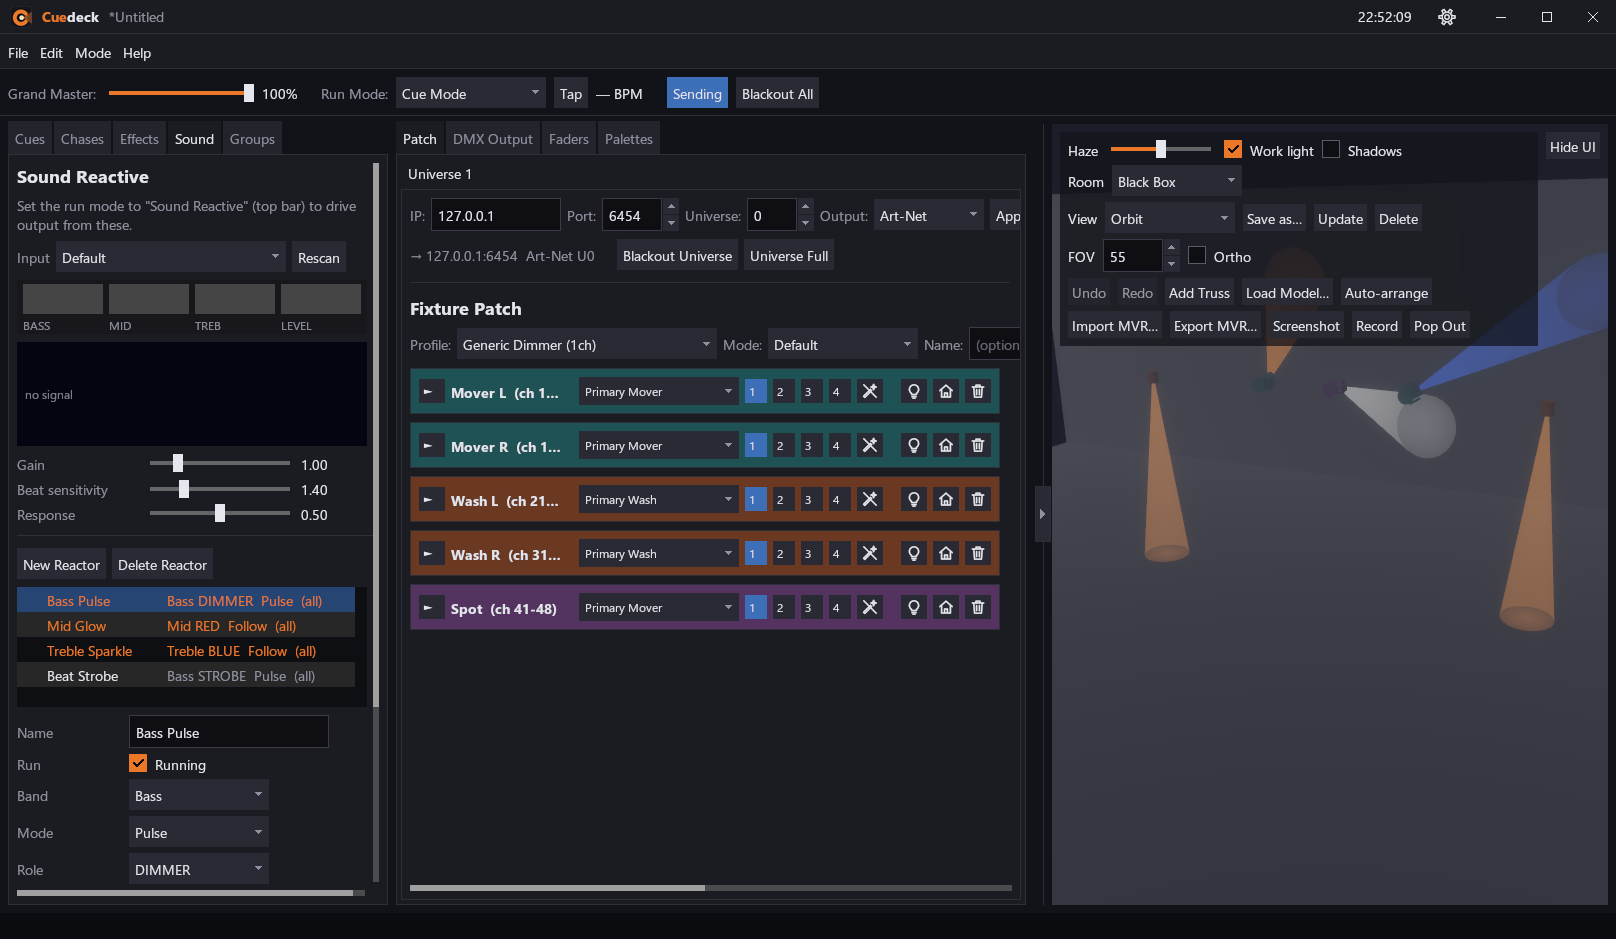 Cuedeck *Untitled 22:52:09
File Edit Mode Help
Grand Master: 100% Run Mode: Cue Mode Tap — BPM Sending Blackout All
Cues Chases Effects Sound Groups
Sound Reactive
Set the run mode to "Sound Reactive" (top bar) to drive
output from these.
Input Default Rescan
BASS MID TREB LEVEL
no signal
Gain 1.00
Beat sensitivity 1.40
Response 0.50
New Reactor Delete Reactor
Bass Pulse Bass DIMMER Pulse (all)
Mid Glow Mid RED Follow (all)
Treble Sparkle Treble BLUE Follow (all)
Beat Strobe Bass STROBE Pulse (all)
Name Bass Pulse
Run Running
Band Bass
Mode Pulse
Role DIMMER
Patch DMX Output Faders Palettes
Universe 1
IP: 127.0.0.1 Port: 6454 Universe: 0 Output: Art-Net App
→ 127.0.0.1:6454 Art-Net U0 Blackout Universe Universe Full
Fixture Patch
Profile: Generic Dimmer (1ch) Mode: Default Name: (option
Mover L (ch 1... Primary Mover 1 2 3 4
Mover R (ch 1... Primary Mover 1 2 3 4
Wash L (ch 21... Primary Wash 1 2 3 4
Wash R (ch 31... Primary Wash 1 2 3 4
Spot (ch 41-48) Primary Mover 1 2 3 4
Haze Work light Shadows Hide UI
Room Black Box
View Orbit Save as... Update Delete
FOV 55 Ortho
Undo Redo Add Truss Load Model... Auto-arrange
Import MVR... Export MVR... Screenshot Record Pop Out